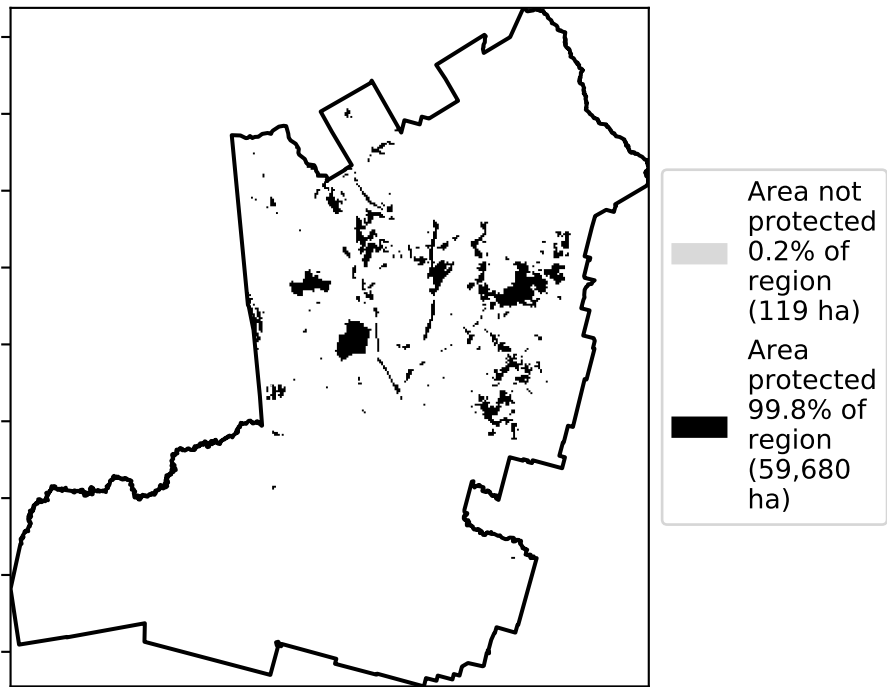 Area not
protected
0.2% of
region
(119 ha)
Area
protected
99.8% of
region
(59,680
ha)